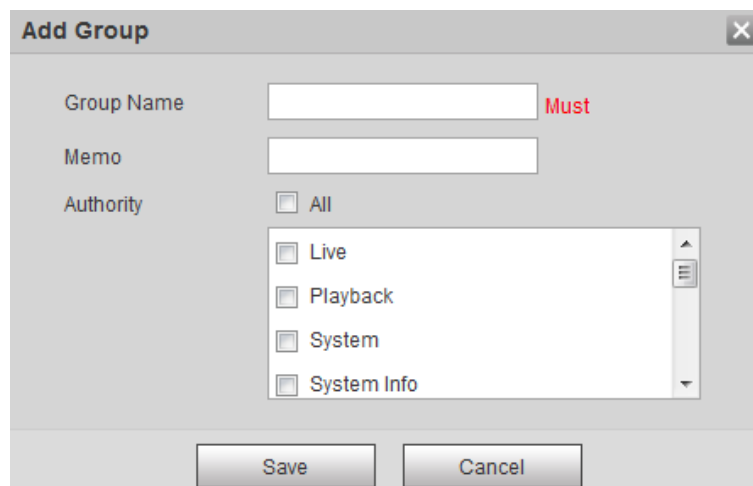 Add Group
Group Name Must
Memo
Authority All
Live
Playback
System
System Info
Save Cancel